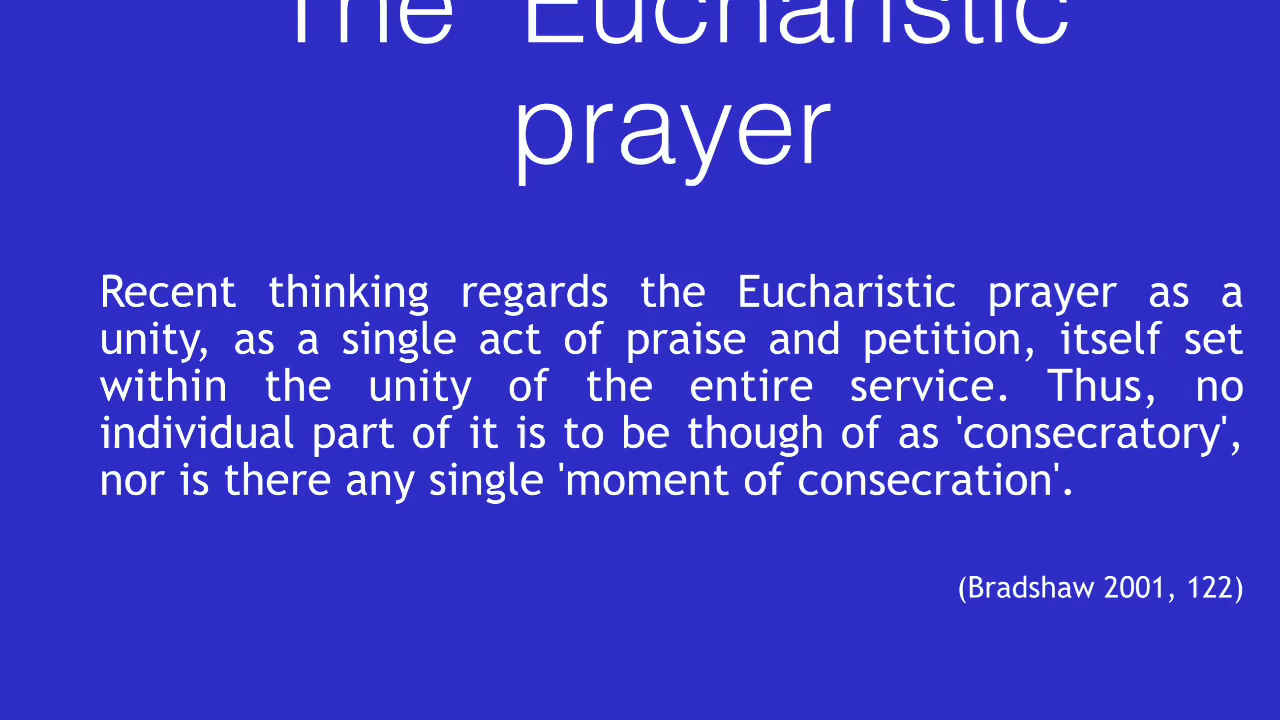 The Eucharistic
prayer
Recent thinking regards the Eucharistic prayer as a
unity, as a single act of praise and petition, itself set
within the unity of the entire service. Thus, no
individual part of it is to be though of as 'consecratory',
nor is there any single 'moment of consecration'.
(Bradshaw 2001, 122)